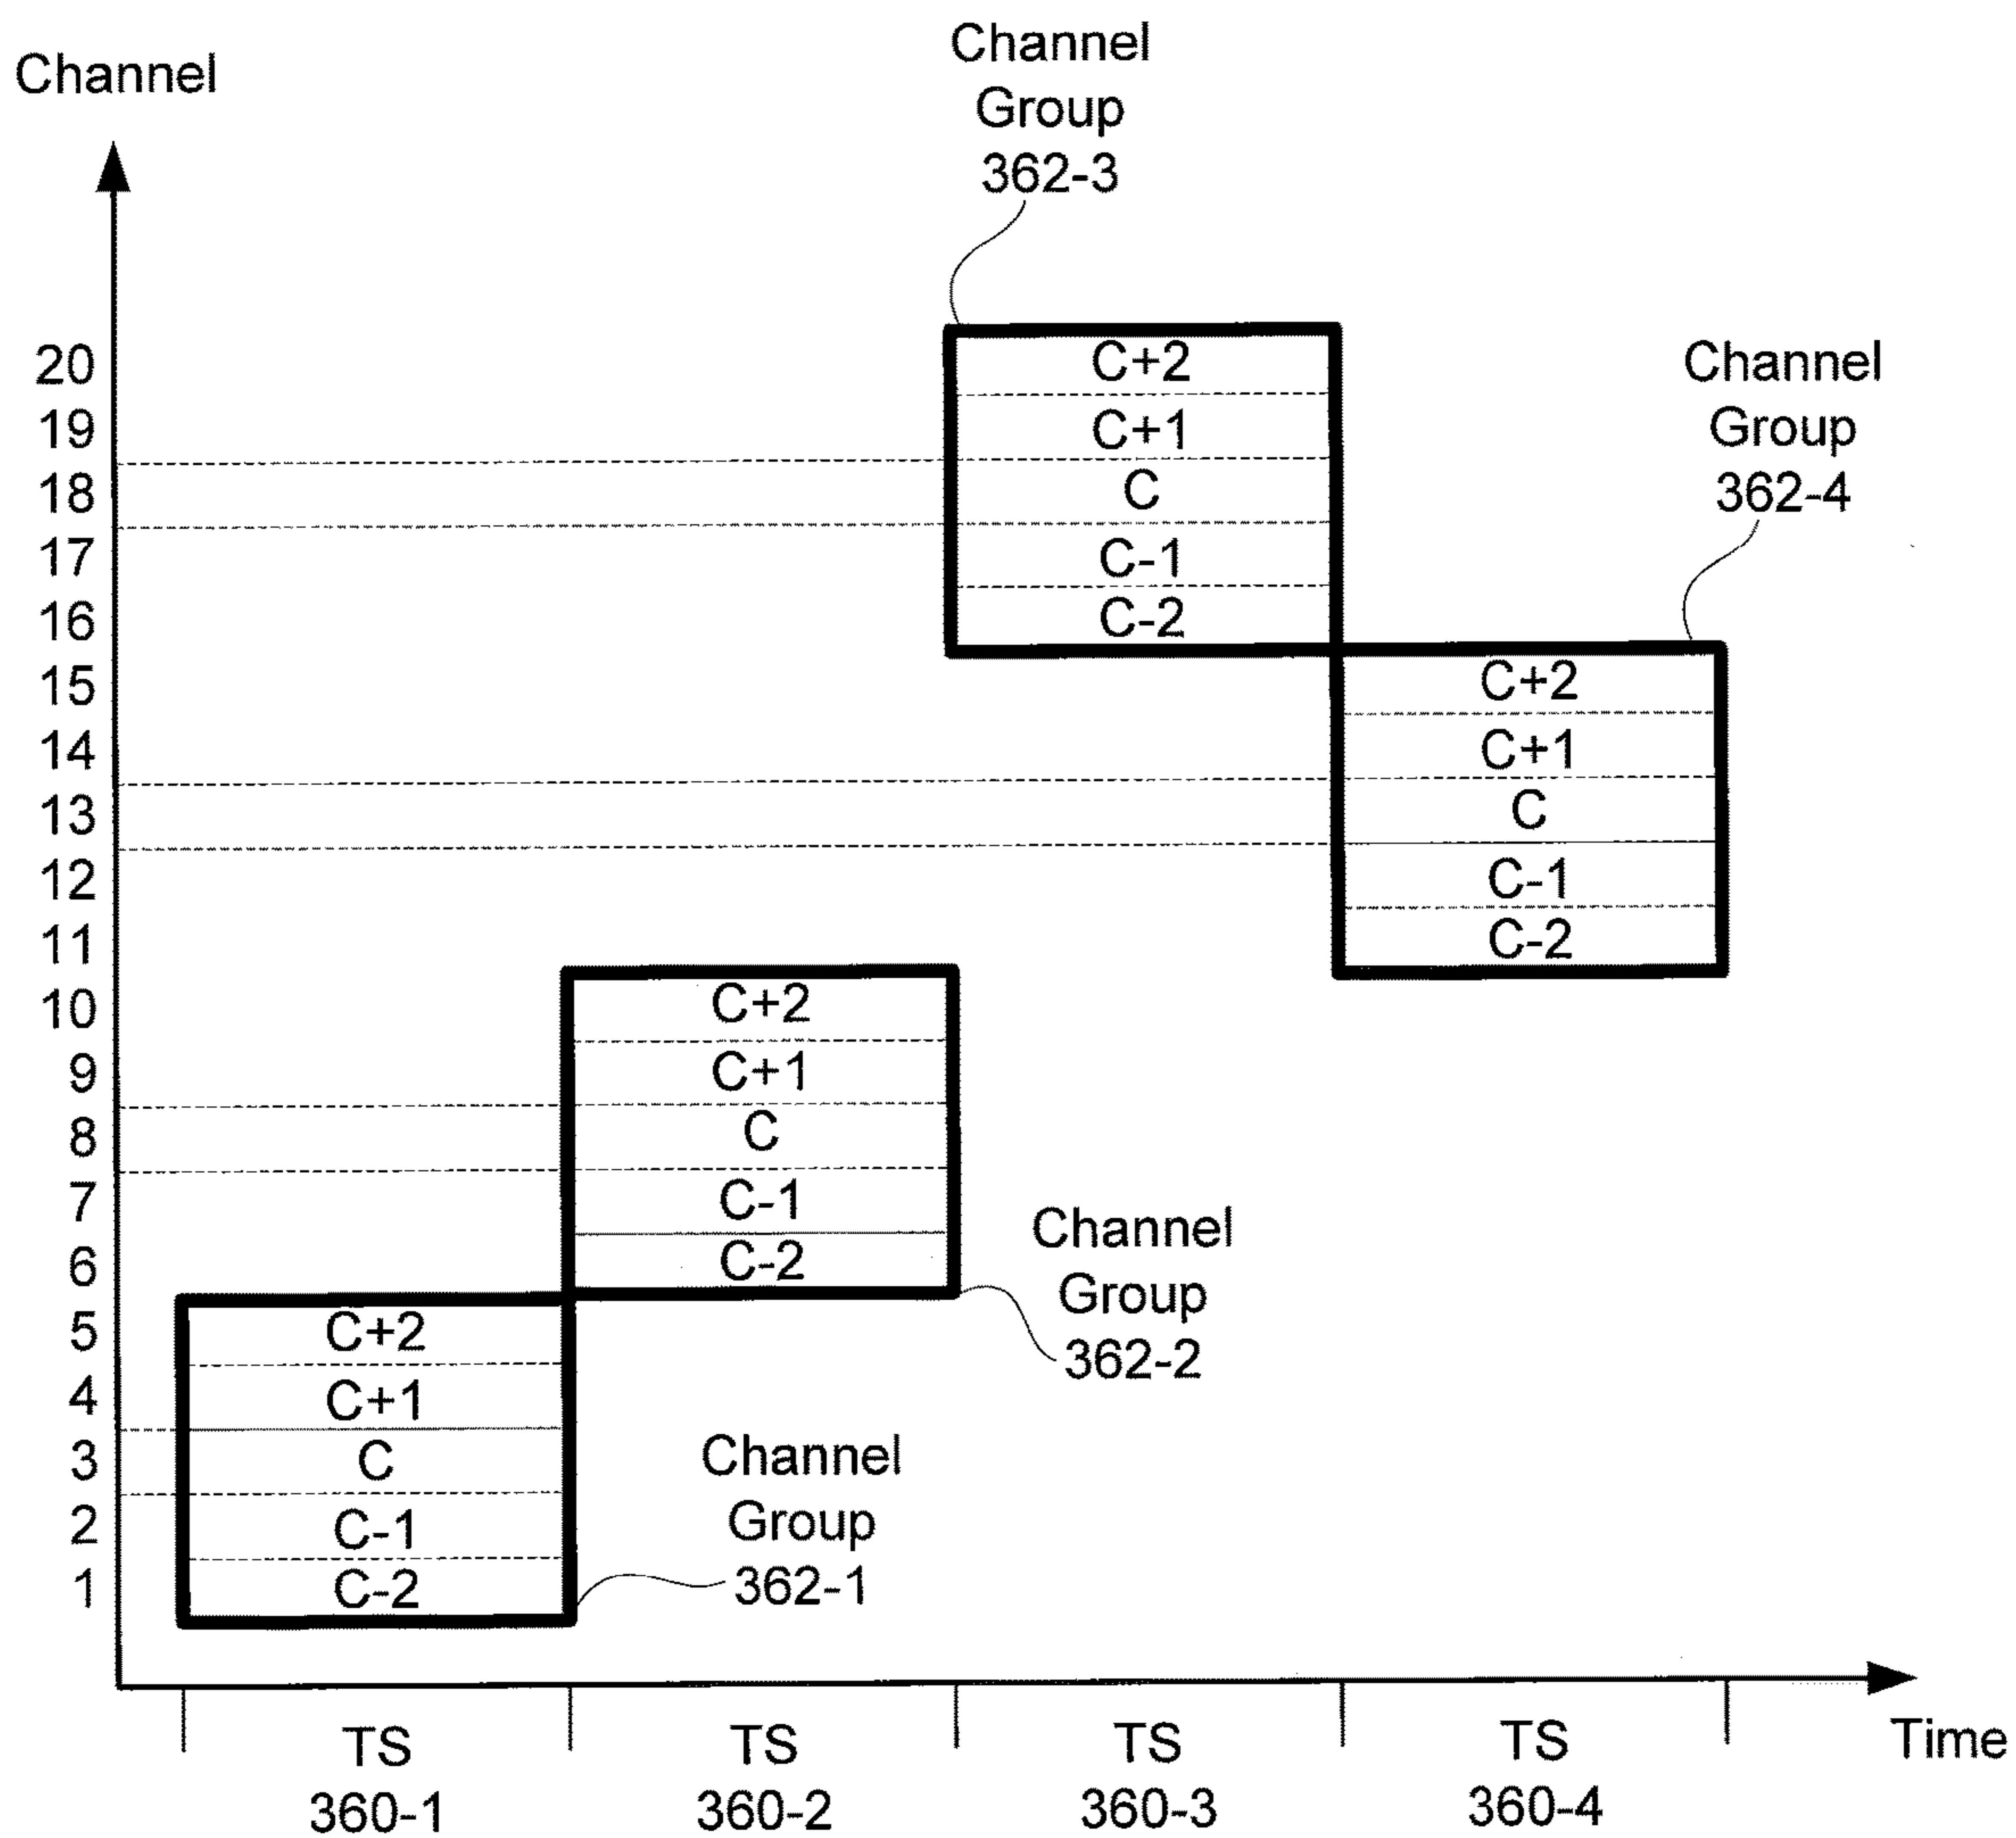 Channel
Channel
Group
362-3
Channel
Group
362-4
20
19
18
17
16
15
14
13
12
11
10
9
8
7
6
5
4
3
2
1
C+2
C+1
C
C-1
C-2
C+2
C+1
C
C-1
C-2
C+2
C+1
C
C-1
C-2
Channel
Group
362-2
C+2
C+1
C
C-1
C-2
Channel
Group
362-1
TS
360-1
TS
360-2
TS
360-3
TS
360-4
Time